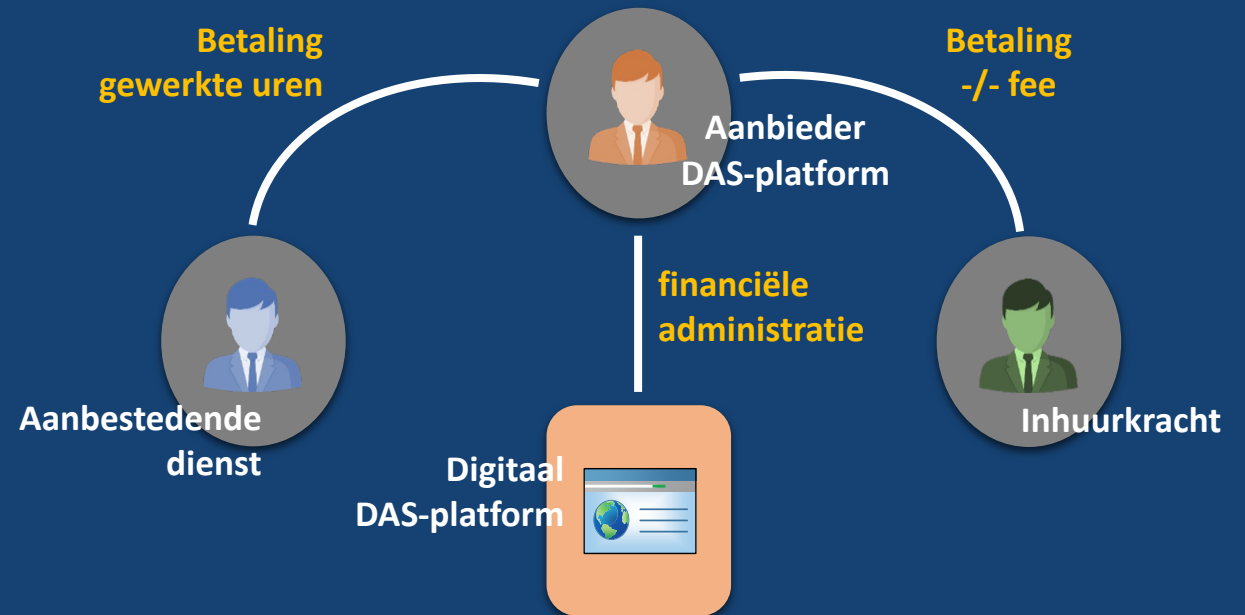 Betaling
gewerkte uren
Betaling
-/- fee
Aanbieder
DAS-platform
financiële
administratie
Aanbestedende
dienst
Inhuurkracht
Digitaal
DAS-platform